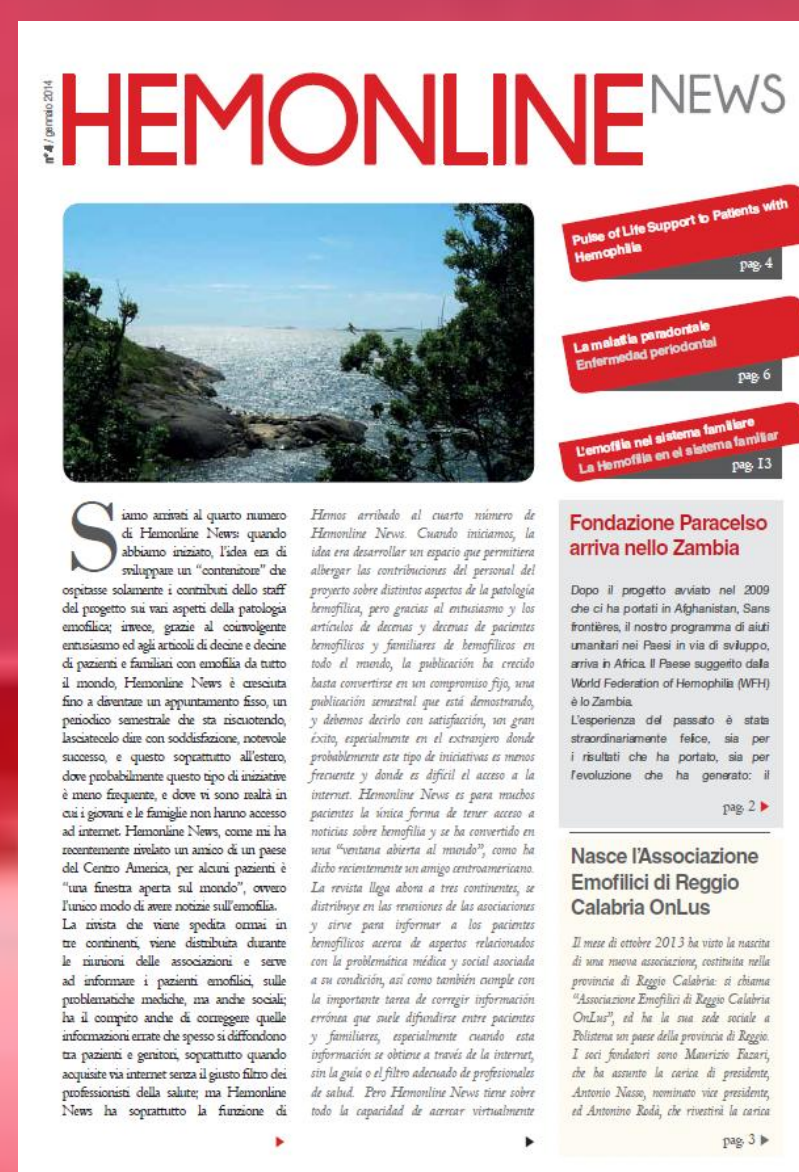 n°4 / gennaio 2014
HEMONLINE NEWS
Pulse of Life Support to Patients with
Hemophilia
pag. 4
La malattia paradontale
Enfermedad periodontal
pag. 6
L'emofilia nel sistema familiare
La Hemofilia en el sistema familiar
pag. 13
Siamo arrivati al quarto numero
di Hemonline News: quando
abbiamo iniziato, l'idea era di
sviluppare un "contenitore" che
ospitasse solamente i contributi dello staff
del progetto sui vari aspetti della patologia
emofilica; invece, grazie al coinvolgente
entusiasmo ed agli articoli di decine e decine
di pazienti e familiari con emofilia da tutto
il mondo, Hemonline News è cresciuta
fino a diventare un appuntamento fisso, un
periodico semestrale che sta riscuotendo,
lasciatecelo dire con soddisfazione, notevole
successo, e questo soprattutto all'estero,
dove probabilmente questo tipo di iniziative
è meno frequente, e dove vi sono realtà in
cui i giovani e le famiglie non hanno accesso
ad internet. Hemonline News, come mi ha
recentemente rivelato un amico di un paese
del Centro America, per alcuni pazienti è
"una finestra aperta sul mondo", ovvero
l'unico modo di avere notizie sull'emofilia.
La rivista che viene spedita ormai in
tre continenti, viene distribuita durante
le riunioni delle associazioni e serve
ad informare i pazienti emofilici, sulle
problematiche mediche, ma anche sociali;
ha il compito anche di correggere quelle
informazioni errate che spesso si diffondono
tra pazienti e genitori, soprattutto quando
acquisite via internet senza il giusto filtro dei
professionisti della salute; ma Hemonline
News ha soprattutto la funzione di
Hemos arribado al cuarto número de
Hemonline News. Cuando iniciamos, la
idea era desarrollar un espacio que permitiera
albergar las contribuciones del personal del
proyecto sobre distintos aspectos de la patología
hemofílica, pero gracias al entusiasmo y los
artículos de decenas y decenas de pacientes
hemofílicos y familiares de hemofílicos en
todo el mundo, la publicación ha crecido
hasta convertirse en un compromiso fijo, una
publicación semestral que está demostrando,
y debemos decirlo con satisfacción, un gran
éxito, especialmente en el extranjero donde
probablemente este tipo de iniciativas es menos
frecuente y donde es difícil el acceso a la
internet. Hemonline News es para muchos
pacientes la única forma de tener acceso a
noticias sobre hemofilia y se ha convertido en
una "ventana abierta al mundo", como ha
dicho recientemente un amigo centroamericano.
La revista llega ahora a tres continentes, se
distribuye en las reuniones de las asociaciones
y sirve para informar a los pacientes
hemofílicos acerca de aspectos relacionados
con la problemática médica y social asociada
a su condición, así como también cumple con
la importante tarea de corregir información
errónea que suele difundirse entre pacientes
y familiares, especialmente cuando esta
información se obtiene a través de la internet,
sin la guía o el filtro adecuado de profesionales
de salud. Pero Hemonline News tiene sobre
todo la capacidad de acercar virtualmente
Fondazione Paracelso
arriva nello Zambia
Dopo il progetto avviato nel 2009
che ci ha portati in Afghanistan, Sans
frontières, il nostro programma di aiuti
umanitari nei Paesi in via di sviluppo,
arriva in Africa. Il Paese suggerito dalla
World Federation of Hemophilia (WFH)
è lo Zambia.
L'esperienza del passato è stata
straordinariamente felice, sia per
i risultati che ha portato, sia per
l'evoluzione che ha generato: il
pag. 2
Nasce l'Associazione
Emofilici di Reggio
Calabria OnLus
Il mese di ottobre 2013 ha visto la nascita
di una nuova associazione, costituita nella
provincia di Reggio Calabria: si chiama
"Associazione Emofilici di Reggio Calabria
OnLus", ed ha la sua sede sociale a
Polistena un paese della provincia di Reggio.
I soci fondatori sono Maurizio Fazari,
che ha assunto la carica di presidente,
Antonio Nasso, nominato vice presidente,
ed Antonino Rodà, che rivestirà la carica
pag. 3